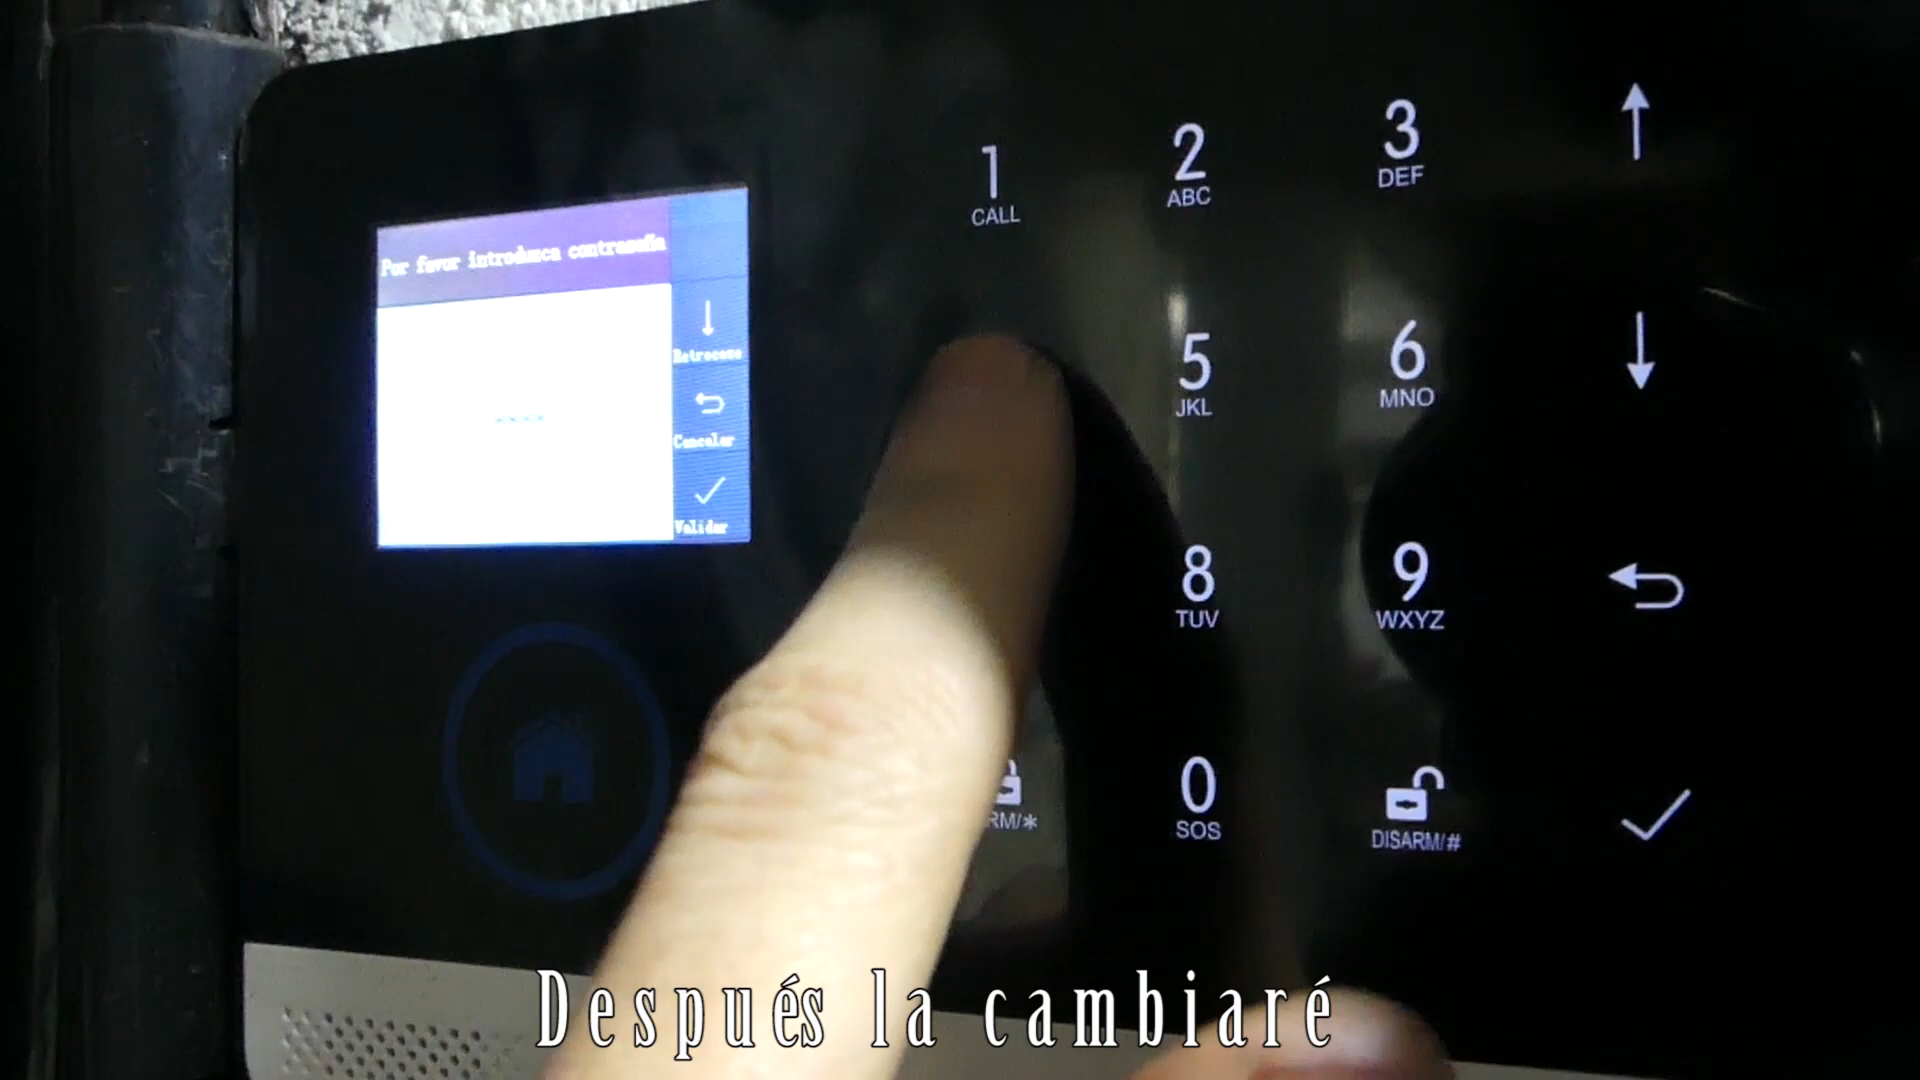 Por favor introduzca contraseña
****
Retroceso
Cancelar
Validar
1
CALL
2
ABC
3
DEF
5
JKL
6
MNO
8
TUV
9
WXYZ
RM/*
0
SOS
DISARM/#
Después la cambiaré